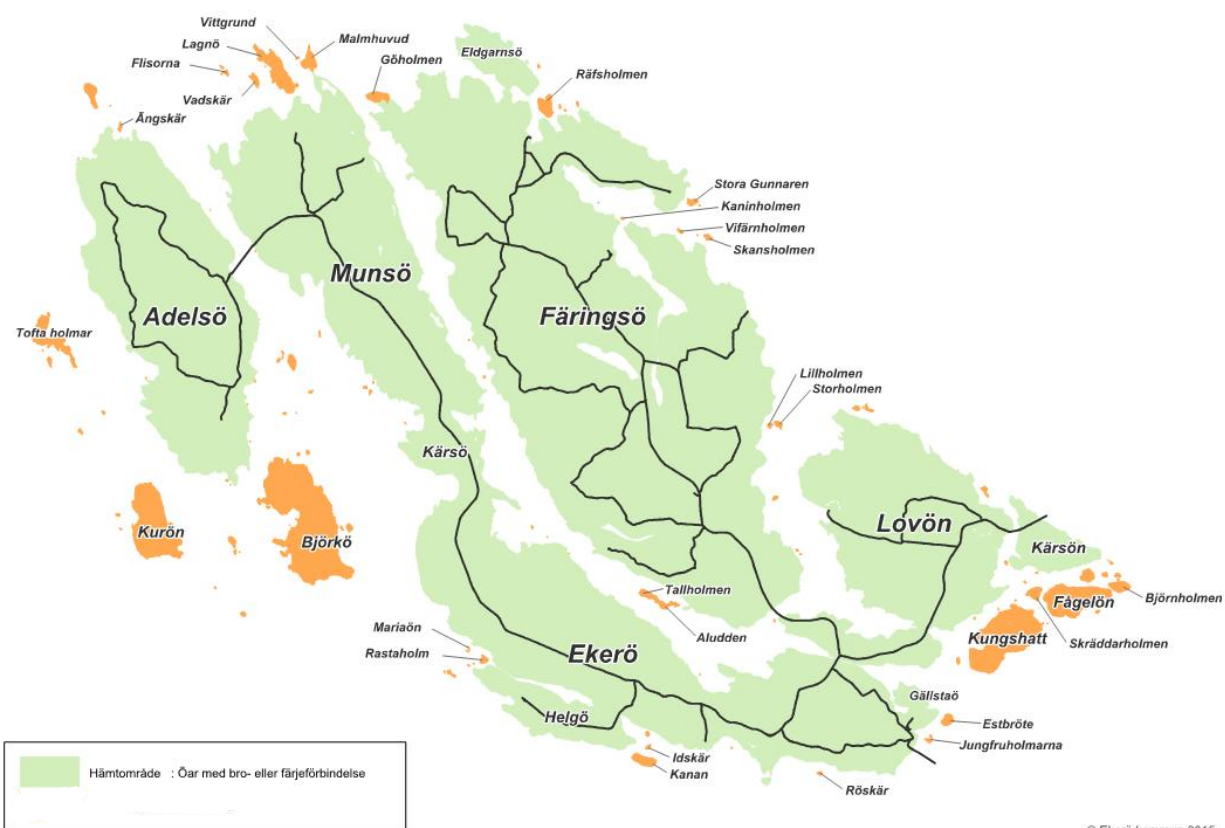 Vittgrund
Lagnö
Malmhuvud
Flisorna
Göholmen
Eldgarnsö
Räfsholmen
Vadskär
Ängskär
Stora Gunnaren
Kaninholmen
Vifärnholmen
Skansholmen
Munsö
Adelsö
Färingsö
Tofta holmar
Lillholmen
Storholmen
Kärsö
Lovön
Kurön
Björkö
Kärsön
Tallholmen
Fågelön
Björnholmen
Mariaön
Aludden
Kungshatt
Skräddarholmen
Rastaholm
Ekerö
Gällstaö
Helgö
Estbröte
Jungfruholmarna
Idskär
Kanan
Röskär
Hämtområde : Öar med bro- eller färjeförbindelse